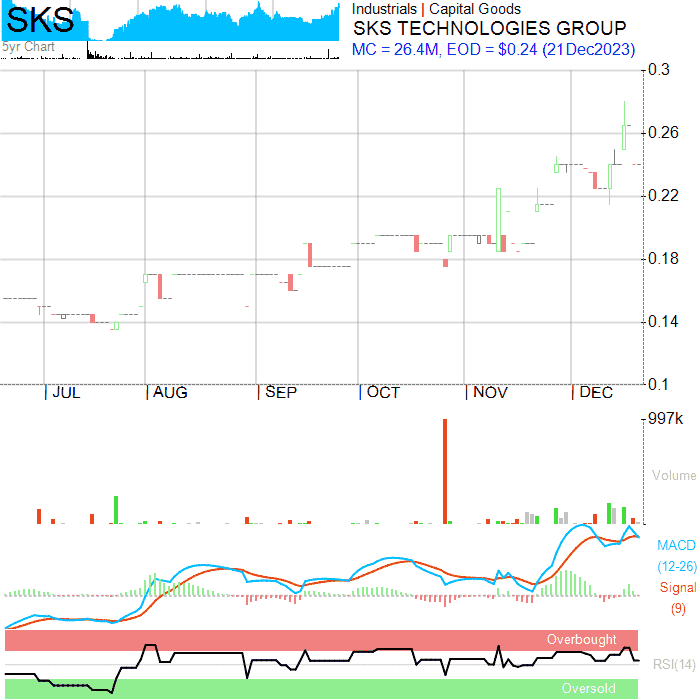 SKS
5yr Chart
Industrials | Capital Goods
SKS TECHNOLOGIES GROUP
MC = 26.4M, EOD = $0.24 (21Dec2023)
0.3
0.26
0.22
0.18
0.14
0.1
JUL AUG SEP OCT NOV DEC
997k
Volume
MACD
(12-26)
Signal
(9)
Overbought
RSI(14)
Oversold